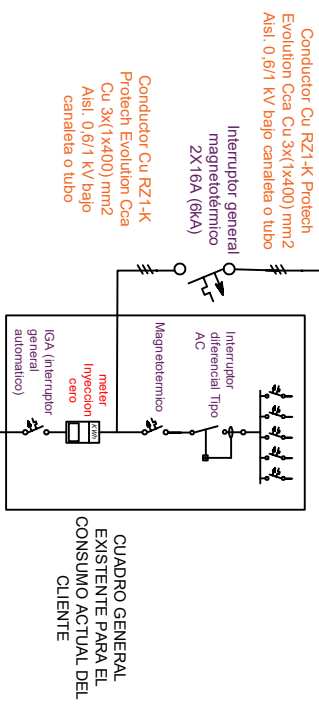 Conductor Cu RZ1-K Protech
Evolution Cca Cu 3x(1x400) mm2
Aisl. 0,6/1 kV bajo canaleta o tubo
Interruptor general
magnetotérmico
2X16A (6kA)
Conductor Cu RZ1-K
Protech Evolution Cca
Cu 3x(1x400) mm2
Aisl. 0,6/1 kV bajo
canaleta o tubo
Interruptor
diferencial Tipo
AC
Magnetotermico
meter
Inyeccion
cero
KWh
IGA (interruptor
general
automatico)
CUADRO GENERAL
EXISTENTE PARA EL
CONSUMO ACTUAL DEL
CLIENTE